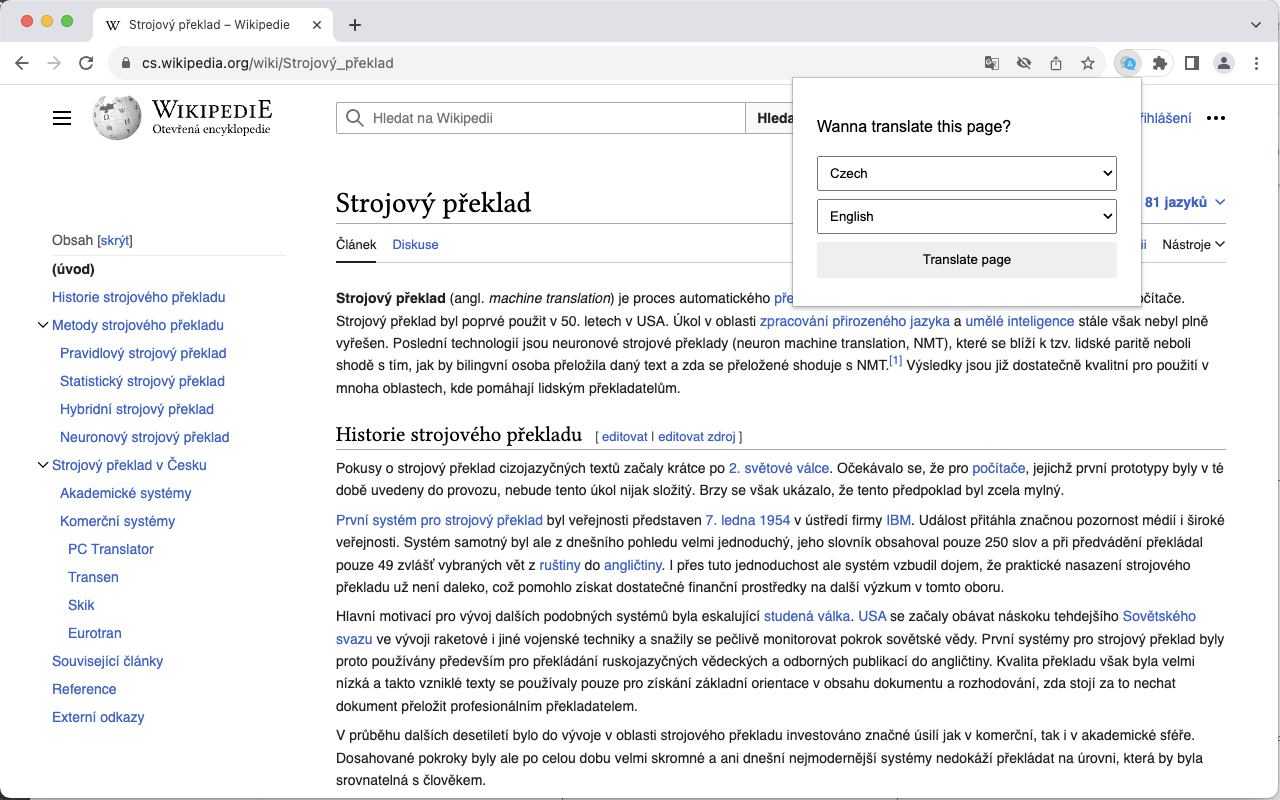 Strojový překlad – Wikipedie
cs.wikipedia.org/wiki/Strojový_překlad
WIKIPEDIE
Otevřená encyklopedie
Hledat na Wikipedii
Wanna translate this page?
Czech
English
Translate page
Strojový překlad
81 jazyků
Článek Diskuse
Nástroje
Obsah [skrýt]
(úvod)
Historie strojového překladu
Metody strojového překladu
Pravidlový strojový překlad
Statistický strojový překlad
Hybridní strojový překlad
Neuronový strojový překlad
Strojový překlad v Česku
Akademické systémy
Komerční systémy
PC Translator
Transen
Skik
Eurotran
Související články
Reference
Externí odkazy
Strojový překlad (angl. machine translation) je proces automatického
Strojový překlad byl poprvé použit v 50. letech v USA. Úkol v oblasti zpracování přirozeného jazyka a umělé inteligence stále však nebyl plně
vyřešen. Poslední technologií jsou neuronové strojové překlady (neuron machine translation, NMT), které se blíží k tzv. lidské paritě neboli
shodě s tím, jak by bilingvní osoba přeložila daný text a zda se přeložené shoduje s NMT.[1] Výsledky jsou již dostatečně kvalitní pro použití v
mnoha oblastech, kde pomáhají lidským překladatelům.
Historie strojového překladu [ editovat | editovat zdroj ]
Pokusy o strojový překlad cizojazyčných textů začaly krátce po 2. světové válce. Očekávalo se, že pro počítače, jejichž první prototypy byly v té
době uvedeny do provozu, nebude tento úkol nijak složitý. Brzy se však ukázalo, že tento předpoklad byl zcela mylný.
První systém pro strojový překlad byl veřejnosti představen 7. ledna 1954 v ústředí firmy IBM. Událost přitáhla značnou pozornost médií i široké
veřejnosti. Systém samotný byl ale z dnešního pohledu velmi jednoduchý, jeho slovník obsahoval pouze 250 slov a při předvádění překládal
pouze 49 zvlášť vybraných vět z ruštiny do angličtiny. I přes tuto jednoduchost ale systém vzbudil dojem, že praktické nasazení strojového
překladu už není daleko, což pomohlo získat dostatečné finanční prostředky na další výzkum v tomto oboru.
Hlavní motivací pro vývoj dalších podobných systémů byla eskalující studená válka. USA se začaly obávat náskoku tehdejšího Sovětského
svazu ve vývoji raketové i jiné vojenské techniky a snažily se pečlivě monitorovat pokrok sovětské vědy. První systémy pro strojový překlad byly
proto používány především pro překládání ruskojazyčných vědeckých a odborných publikací do angličtiny. Kvalita překladu však byla velmi
nízká a takto vzniklé texty se používaly pouze pro získání základní orientace v obsahu dokumentu a rozhodování, zda stojí za to nechat
dokument přeložit profesionálním překladatelem.
V průběhu dalších desetiletí bylo do vývoje v oblasti strojového překladu investováno značné úsilí jak v komerční, tak i v akademické sféře.
Dosahované pokroky byly ale po celou dobu velmi skromné a ani dnešní nejmodernější systémy nedokáží překládat na úrovni, která by byla
srovnatelná s člověkem.